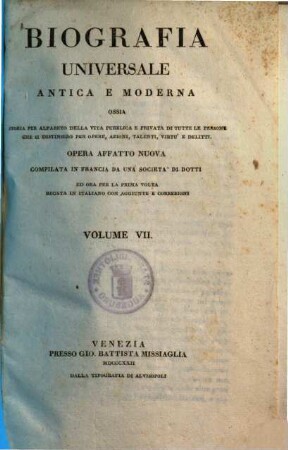 BIOGRAFIA
UNIVERSALE
ANTICA E MODERNA
OSSIA
STORIA PER ALFABETO DELLA VITA PUBBLICA E PRIVATA DI TUTTE LE PERSONE
CHE SI DISTINSERO PER OPERE, AZIONI, TALENTI, VIRTU' E DELITTI.
OPERA AFFATTO NUOVA
COMPILATA IN FRANCIA DA UNA SOCIETA' DI DOTTI
ED ORA PER LA PRIMA VOLTA
RECATA IN ITALIANO CON AGGIUNTE E CORREZIONI
VOLUME VII.
VENEZIA
PRESSO GIO. BATTISTA MISSIAGLIA
MDCCCXXII
DALLA TIPOGRAFIA DI ALVISOPOLI